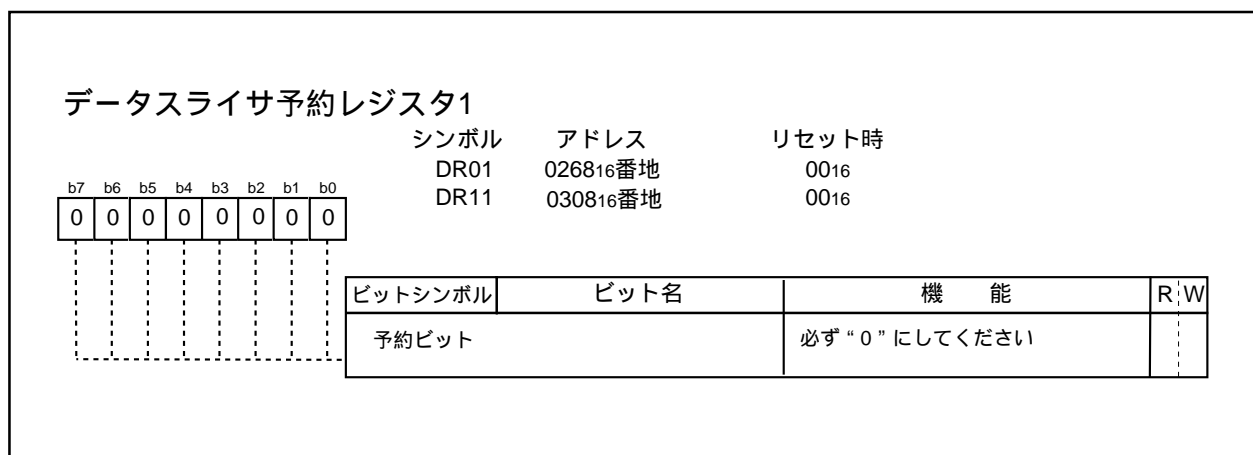 データスライサ予約レジスタ1
シンボル アドレス リセット時
DR01 026816番地 0016
DR11 030816番地 0016
b7 b6 b5 b4 b3 b2 b1 b0
0 0 0 0 0 0 0 0
ビットシンボル ビット名 機 能 R W
予約ビット 必ず“0”にしてください